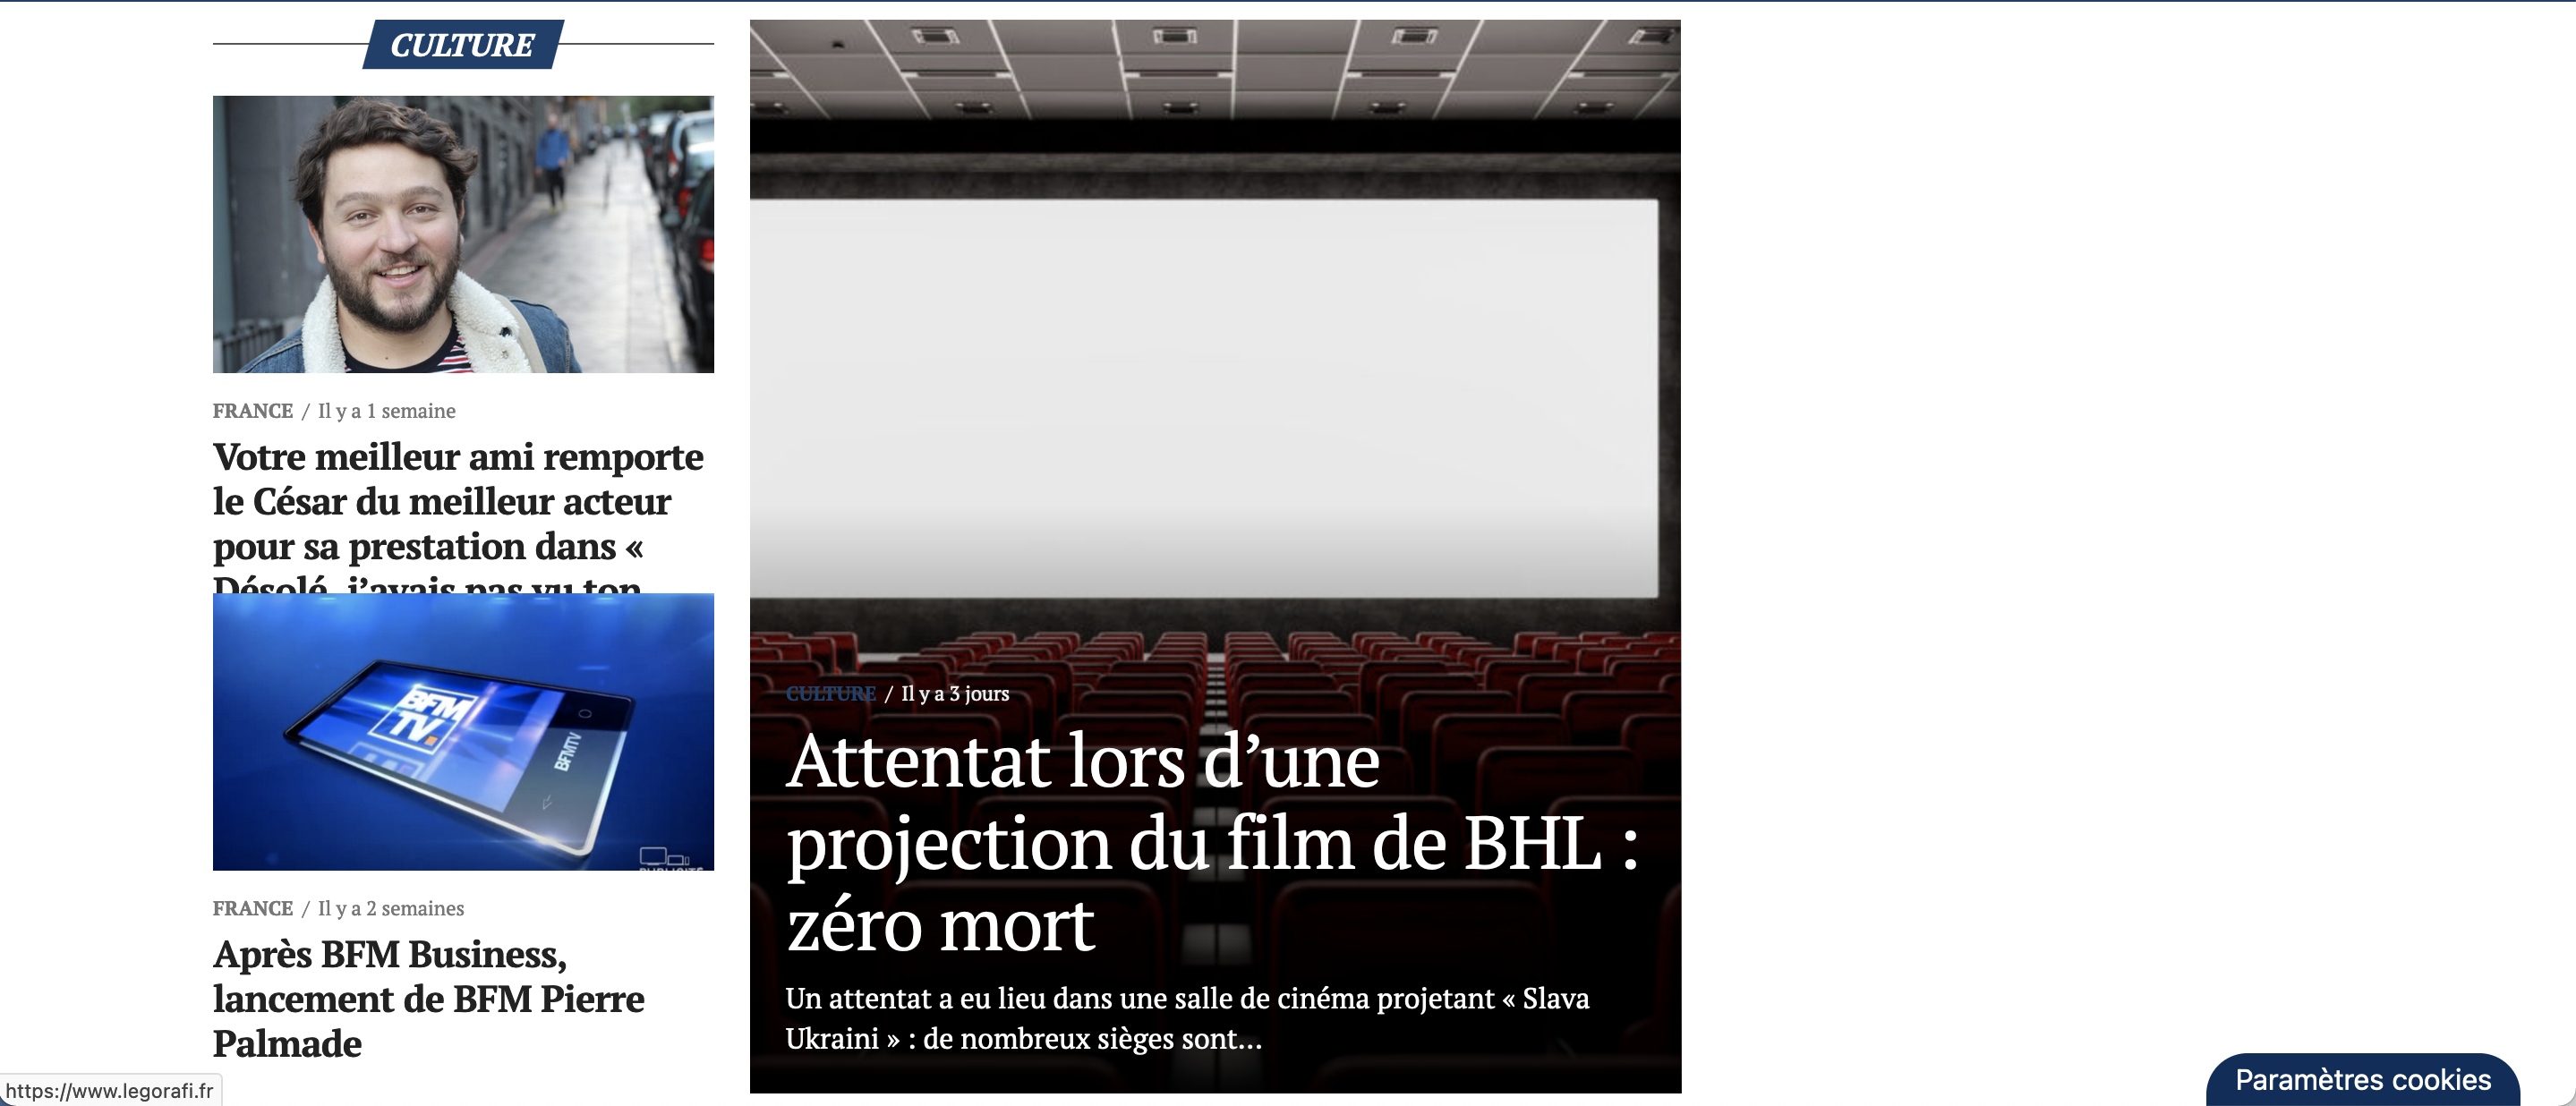 CULTURE
FRANCE / Il y a 1 semaine
Votre meilleur ami remporte
le César du meilleur acteur
pour sa prestation dans «
Désolé, j’avais pas vu ton
BFM
TV.
BFMTV
FRANCE / Il y a 2 semaines
Après BFM Business,
lancement de BFM Pierre
Palmade
CULTURE / Il y a 3 jours
Attentat lors d’une
projection du film de BHL :
zéro mort
Un attentat a eu lieu dans une salle de cinéma projetant « Slava
Ukraini » : de nombreux sièges sont...
https://www.legorafi.fr
Paramètres cookies